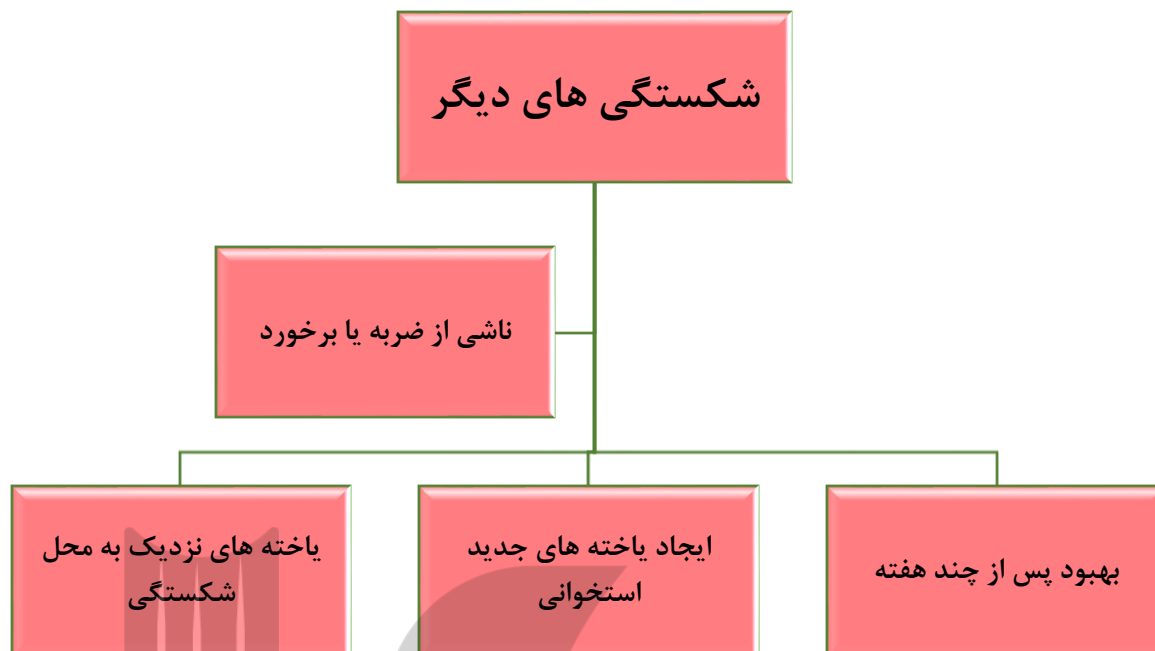 شکستگی های دیگر
ناشی از ضربه یا برخورد
بهبود پس از چند هفته
ایجاد یاخته های جدید
استخوانی
یاخته های نزدیک به محل
شکستگی